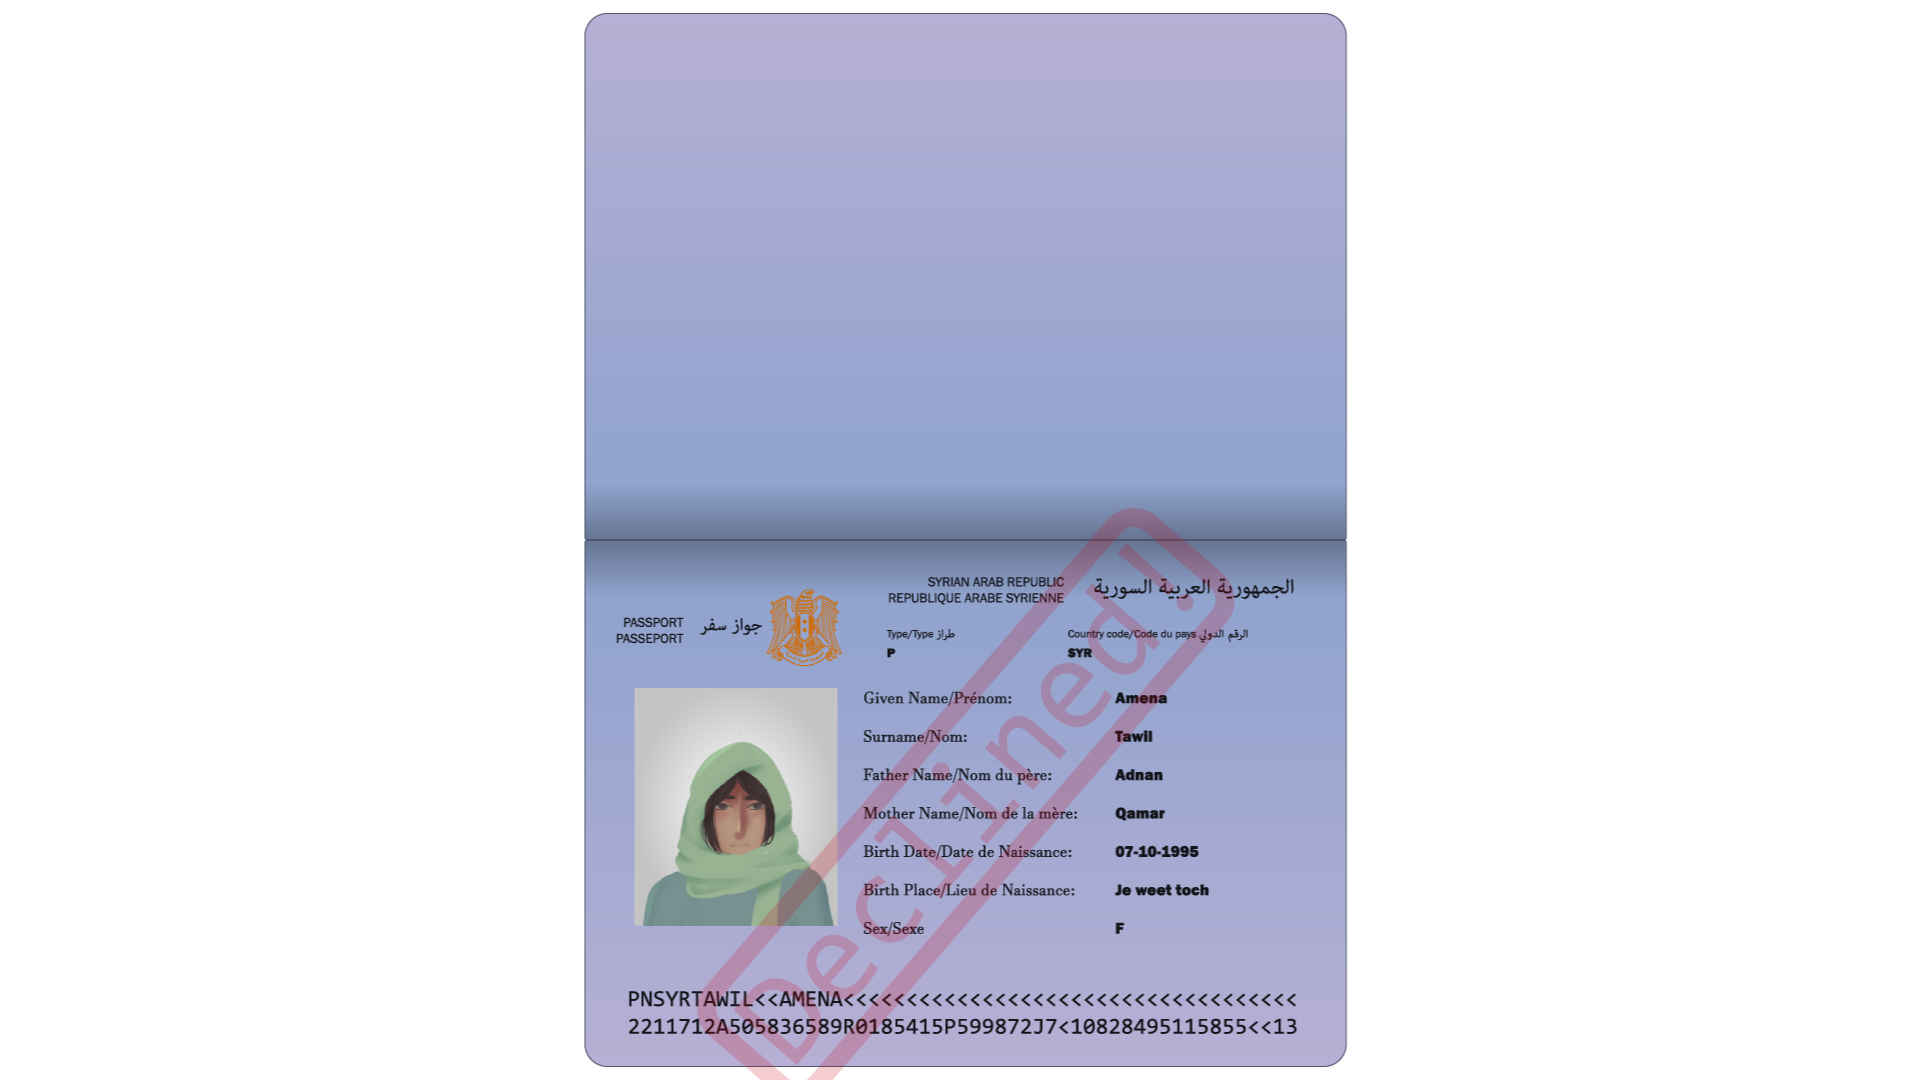 SYRIAN ARAB REPUBLIC
REPUBLIQUE ARABE SYRIENNE
الجمهورية العربية السورية
PASSPORT
PASSEPORT
جواز سفر
Type/Type طراز
P
Country code/Code du pays الرقم الدولي
SYR
Given Name/Prénom: Amena
Surname/Nom: Tawil
Father Name/Nom du père: Adnan
Mother Name/Nom de la mère: Qamar
Birth Date/Date de Naissance: 07-10-1995
Birth Place/Lieu de Naissance: Je weet toch
Sex/Sexe F
Declined!
PNSYRTAWIL<<AMENA<<<<<<<<<<<<<<<<<<<<<<<<<<<<<<<<<<<<
2211712A505836589R0185415P599872J7<10828495115855<<13